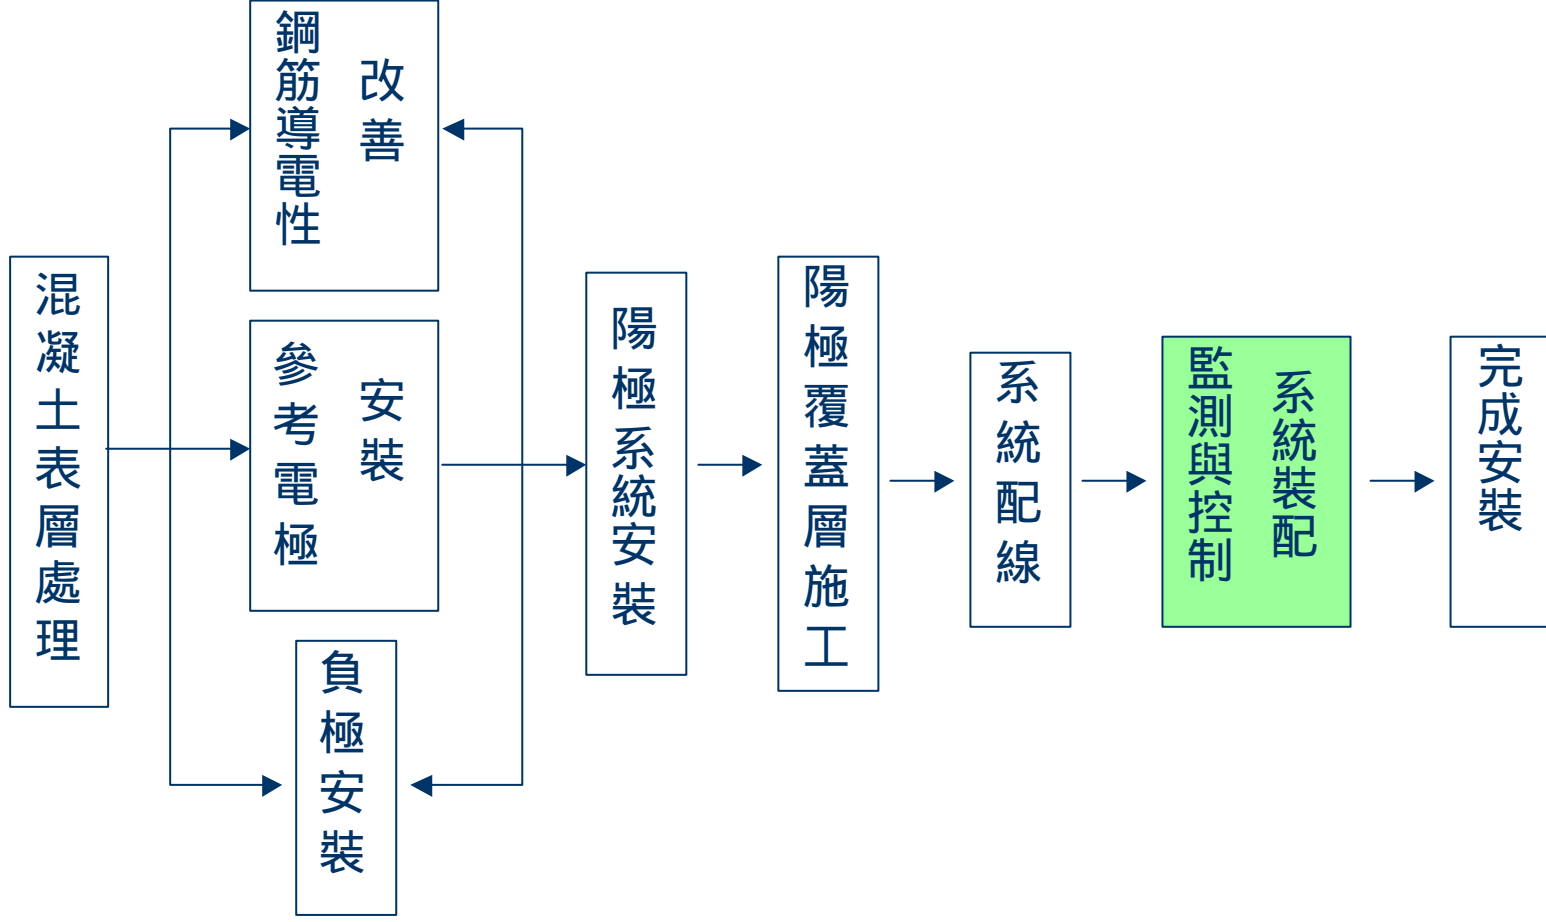 混凝土表層處理
鋼筋導電性
改善
參考電極
安裝
負極安裝
陽極系統安裝
陽極覆蓋層施工
系統配線
監測與控制
系統裝配
完成安裝